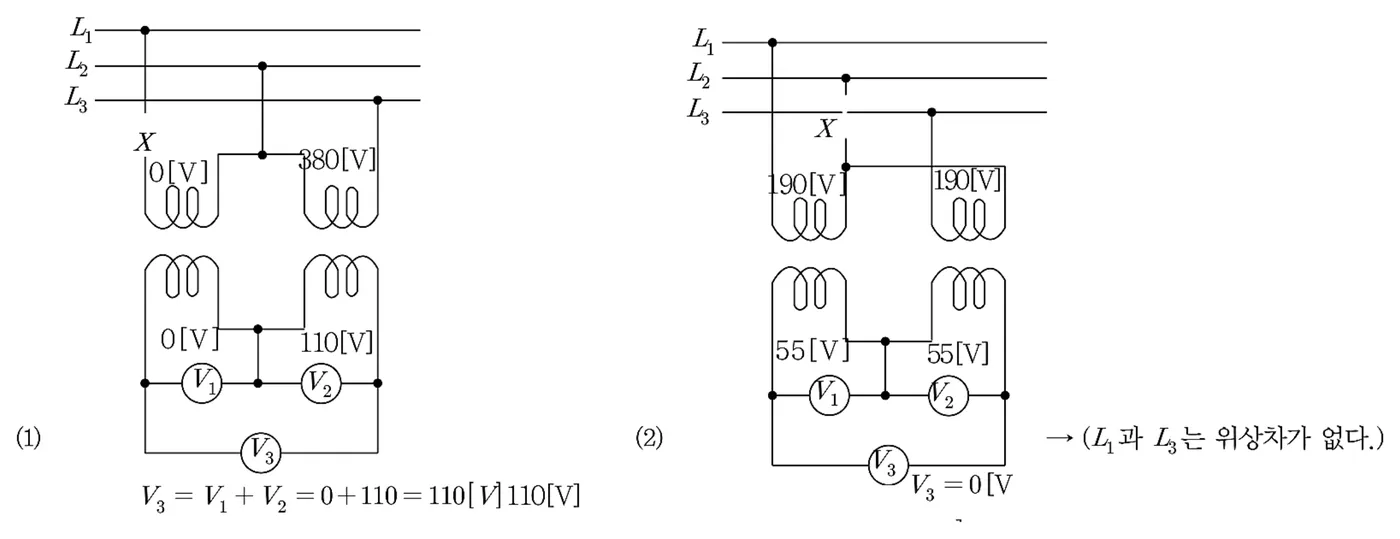 L₁
L₂
L₃
X
0[V]
380[V]
0[V]
110[V]
V₁
V₂
V₃
(1)
V₃ = V₁ + V₂ = 0+110 = 110[V]110[V]
L₁
L₂
L₃
X
190[V]
190[V]
55[V]
55[V]
V₁
V₂
V₃
V₃ = 0[V
(2)
→ (L₁과 L₃는 위상차가 없다.)